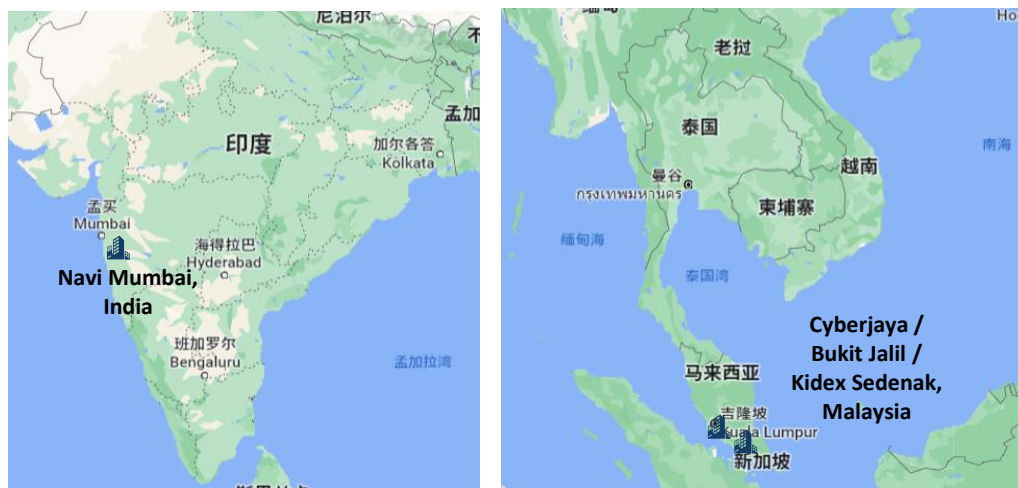 尼泊尔
不
孟加
印度
加尔各答
Kolkata
孟买
Mumbai
海得拉巴
Hyderabad
Navi Mumbai,
India
班加罗尔
Bengaluru
孟加拉湾
缅甸
Ho
老挝
泰国
南海
曼谷
กรุงเทพมหานคร
越南
柬埔寨
缅甸海
泰国湾
Cyberjaya /
Bukit Jalil /
Kidex Sedenak,
Malaysia
马来西亚
吉隆坡
Kuala Lumpur
新加坡